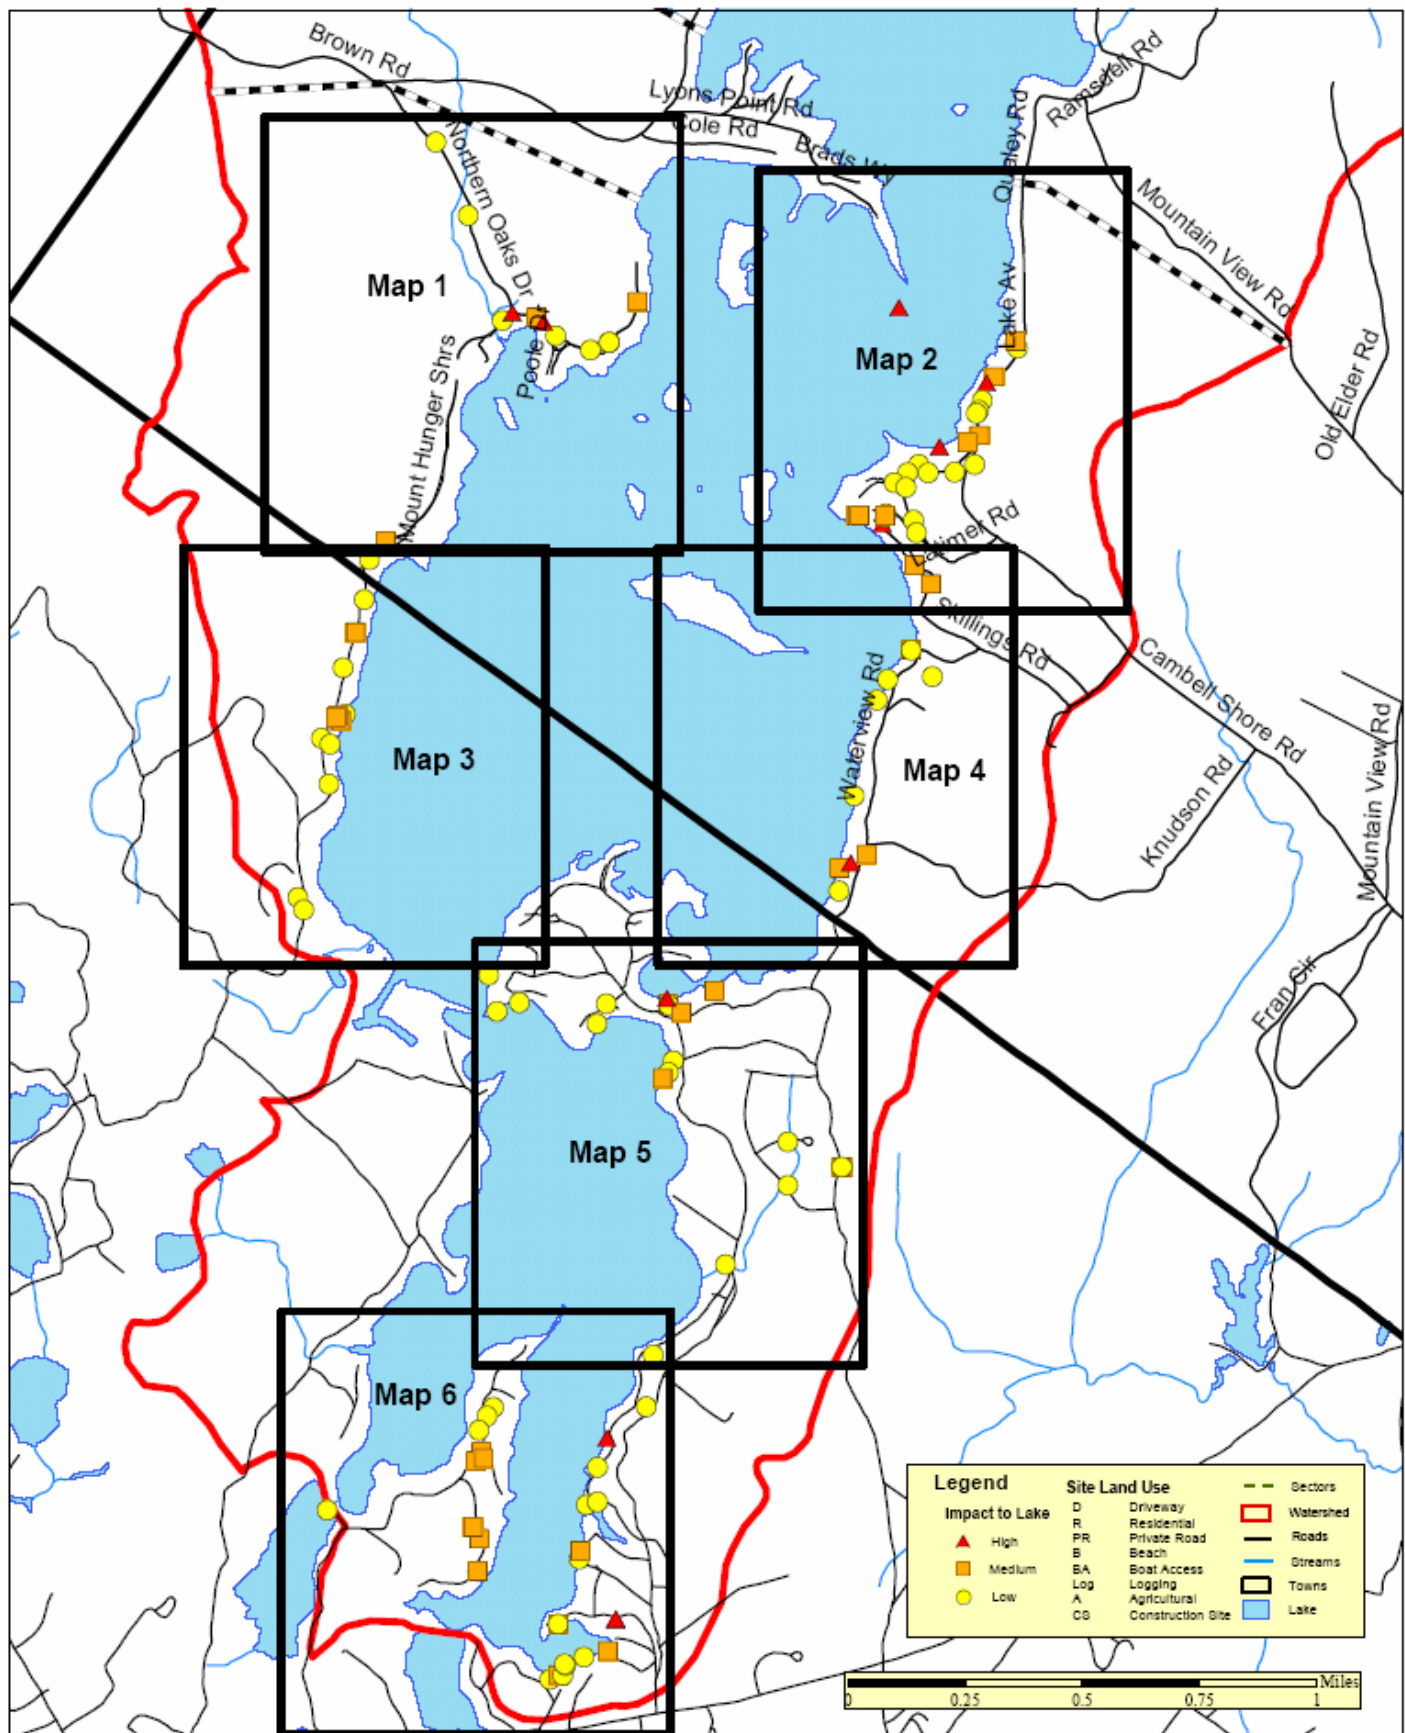 Brown Rd
Lyons Point Rd
Cole Rd
Brads Wy
Qualey Rd
Ramsdell Rd
Northern Oaks Dr
Mountain View Rd
Map 1
Lake Av
Poole
Mount Hunger Shrs
Map 2
Old Elder Rd
Latimer Rd
Skillings Rd
Cambell Shore Rd
Waterview Rd
Map 3
Map 4
Knudson Rd
Mountain View Rd
Fran Cir
Map 5
Map 6
Legend
Impact to Lake
High
Medium
Low
Site Land Use
D Driveway
R Residential
PR Private Road
B Beach
BA Boat Access
Log Logging
A Agricultural
CS Construction Site
Sectors
Watershed
Roads
Streams
Towns
Lake
Miles
0 0.25 0.5 0.75 1